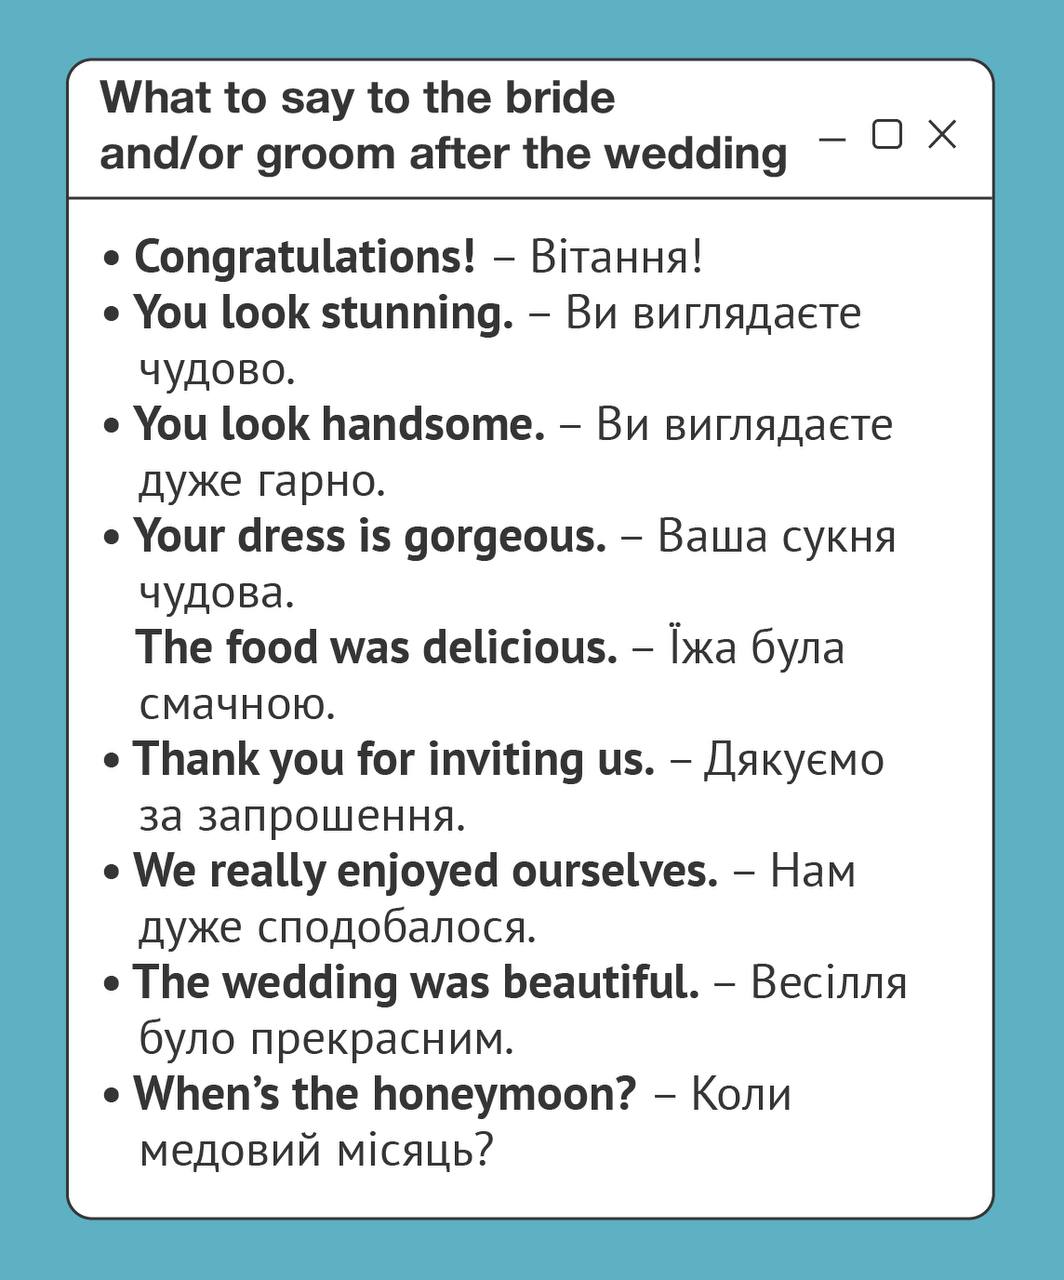 What to say to the bride
and/or groom after the wedding
• Congratulations! – Вітання!
• You look stunning. – Ви виглядаєте
чудово.
• You look handsome. – Ви виглядаєте
дуже гарно.
• Your dress is gorgeous. – Ваша сукня
чудова.
The food was delicious. – Їжа була
смачною.
• Thank you for inviting us. – Дякуємо
за запрошення.
• We really enjoyed ourselves. – Нам
дуже сподобалося.
• The wedding was beautiful. – Весілля
було прекрасним.
• When’s the honeymoon? – Коли
медовий місяць?